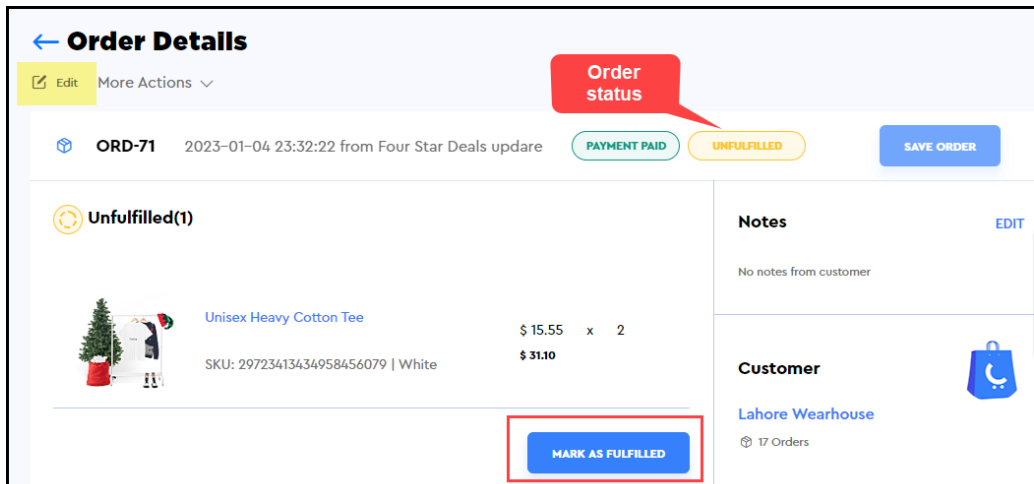 Order Details
Edit More Actions
Order
status
ORD-71 2023-01-04 23:32:22 from Four Star Deals updare PAYMENT PAID UNFULFILLED SAVE ORDER
Unfulfilled(1)
Notes EDIT
No notes from customer
Unisex Heavy Cotton Tee
$ 15.55 x 2
$ 31.10
SKU: 29723413434958456079 | White
Customer
Lahore Wearhouse
17 Orders
MARK AS FULFILLED